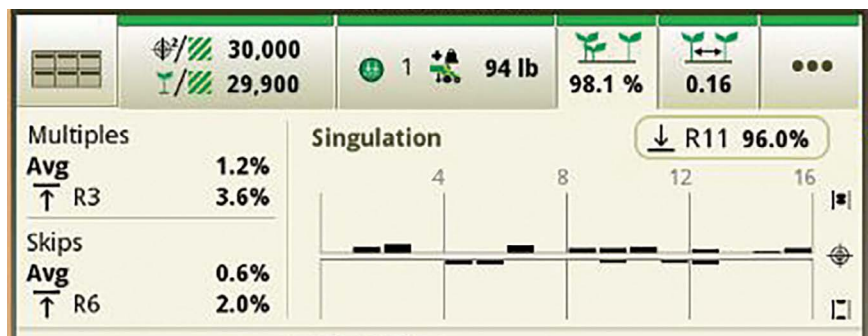 30,000
29,900
1
94 lb
98.1 %
0.16
Multiples
Avg 1.2%
R3 3.6%
Skips
Avg 0.6%
R6 2.0%
Singulation
R11 96.0%
4 8 12 16